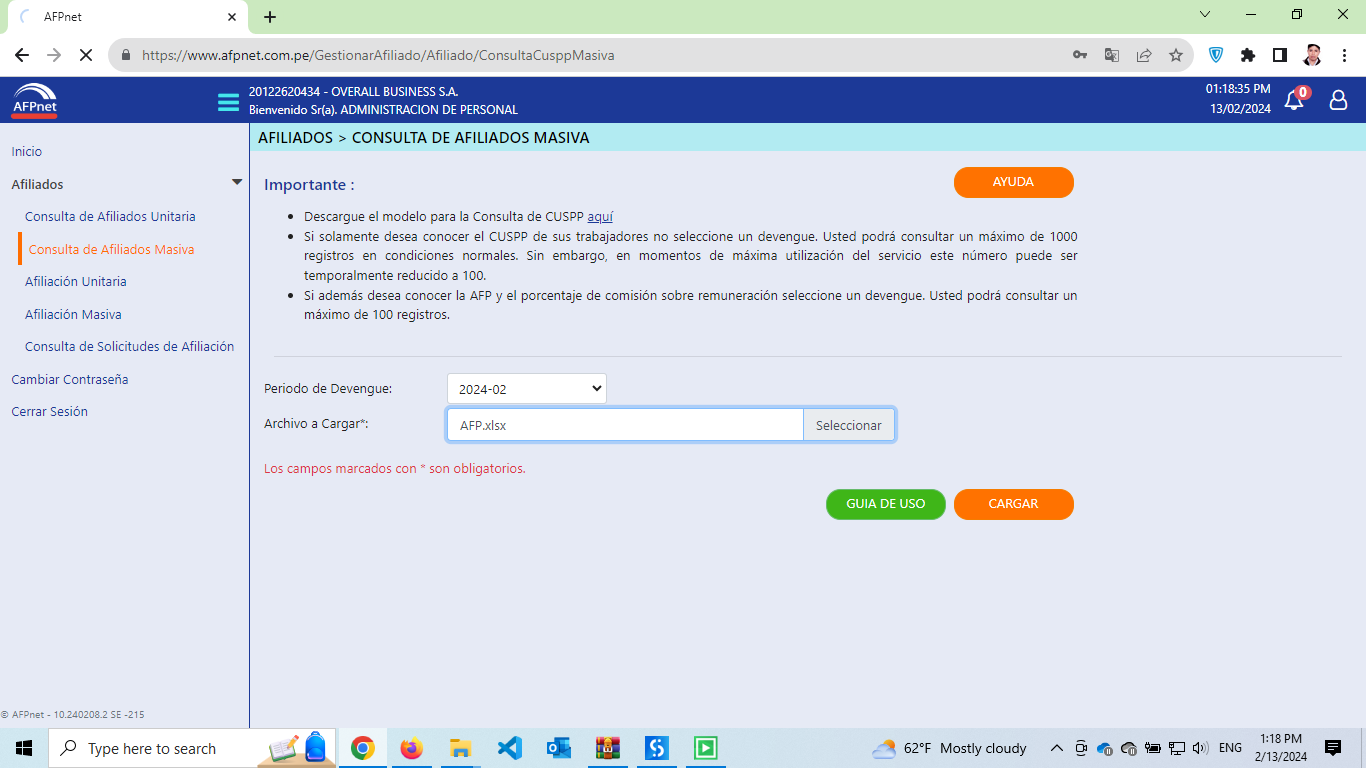 AFPnet
https://www.afpnet.com.pe/GestionarAfiliado/Afiliado/ConsultaCusppMasiva
AFPnet
20122620434 - OVERALL BUSINESS S.A.
Bienvenido Sr(a). ADMINISTRACION DE PERSONAL
01:18:35 PM
13/02/2024
0
Inicio
Afiliados
Consulta de Afiliados Unitaria
Consulta de Afiliados Masiva
Afiliación Unitaria
Afiliación Masiva
Consulta de Solicitudes de Afiliación
Cambiar Contraseña
Cerrar Sesión
© AFPnet - 10.240208.2 SE -215
AFILIADOS > CONSULTA DE AFILIADOS MASIVA
Importante :
AYUDA
Descargue el modelo para la Consulta de CUSPP aquí
Si solamente desea conocer el CUSPP de sus trabajadores no seleccione un devengue. Usted podrá consultar un máximo de 1000
registros en condiciones normales. Sin embargo, en momentos de máxima utilización del servicio este número puede ser
temporalmente reducido a 100.
Si además desea conocer la AFP y el porcentaje de comisión sobre remuneración seleccione un devengue. Usted podrá consultar un
máximo de 100 registros.
Periodo de Devengue:
2024-02
Archivo a Cargar*:
AFP.xlsx
Seleccionar
Los campos marcados con * son obligatorios.
GUIA DE USO
CARGAR
Type here to search
62°F Mostly cloudy
ENG
1:18 PM
2/13/2024